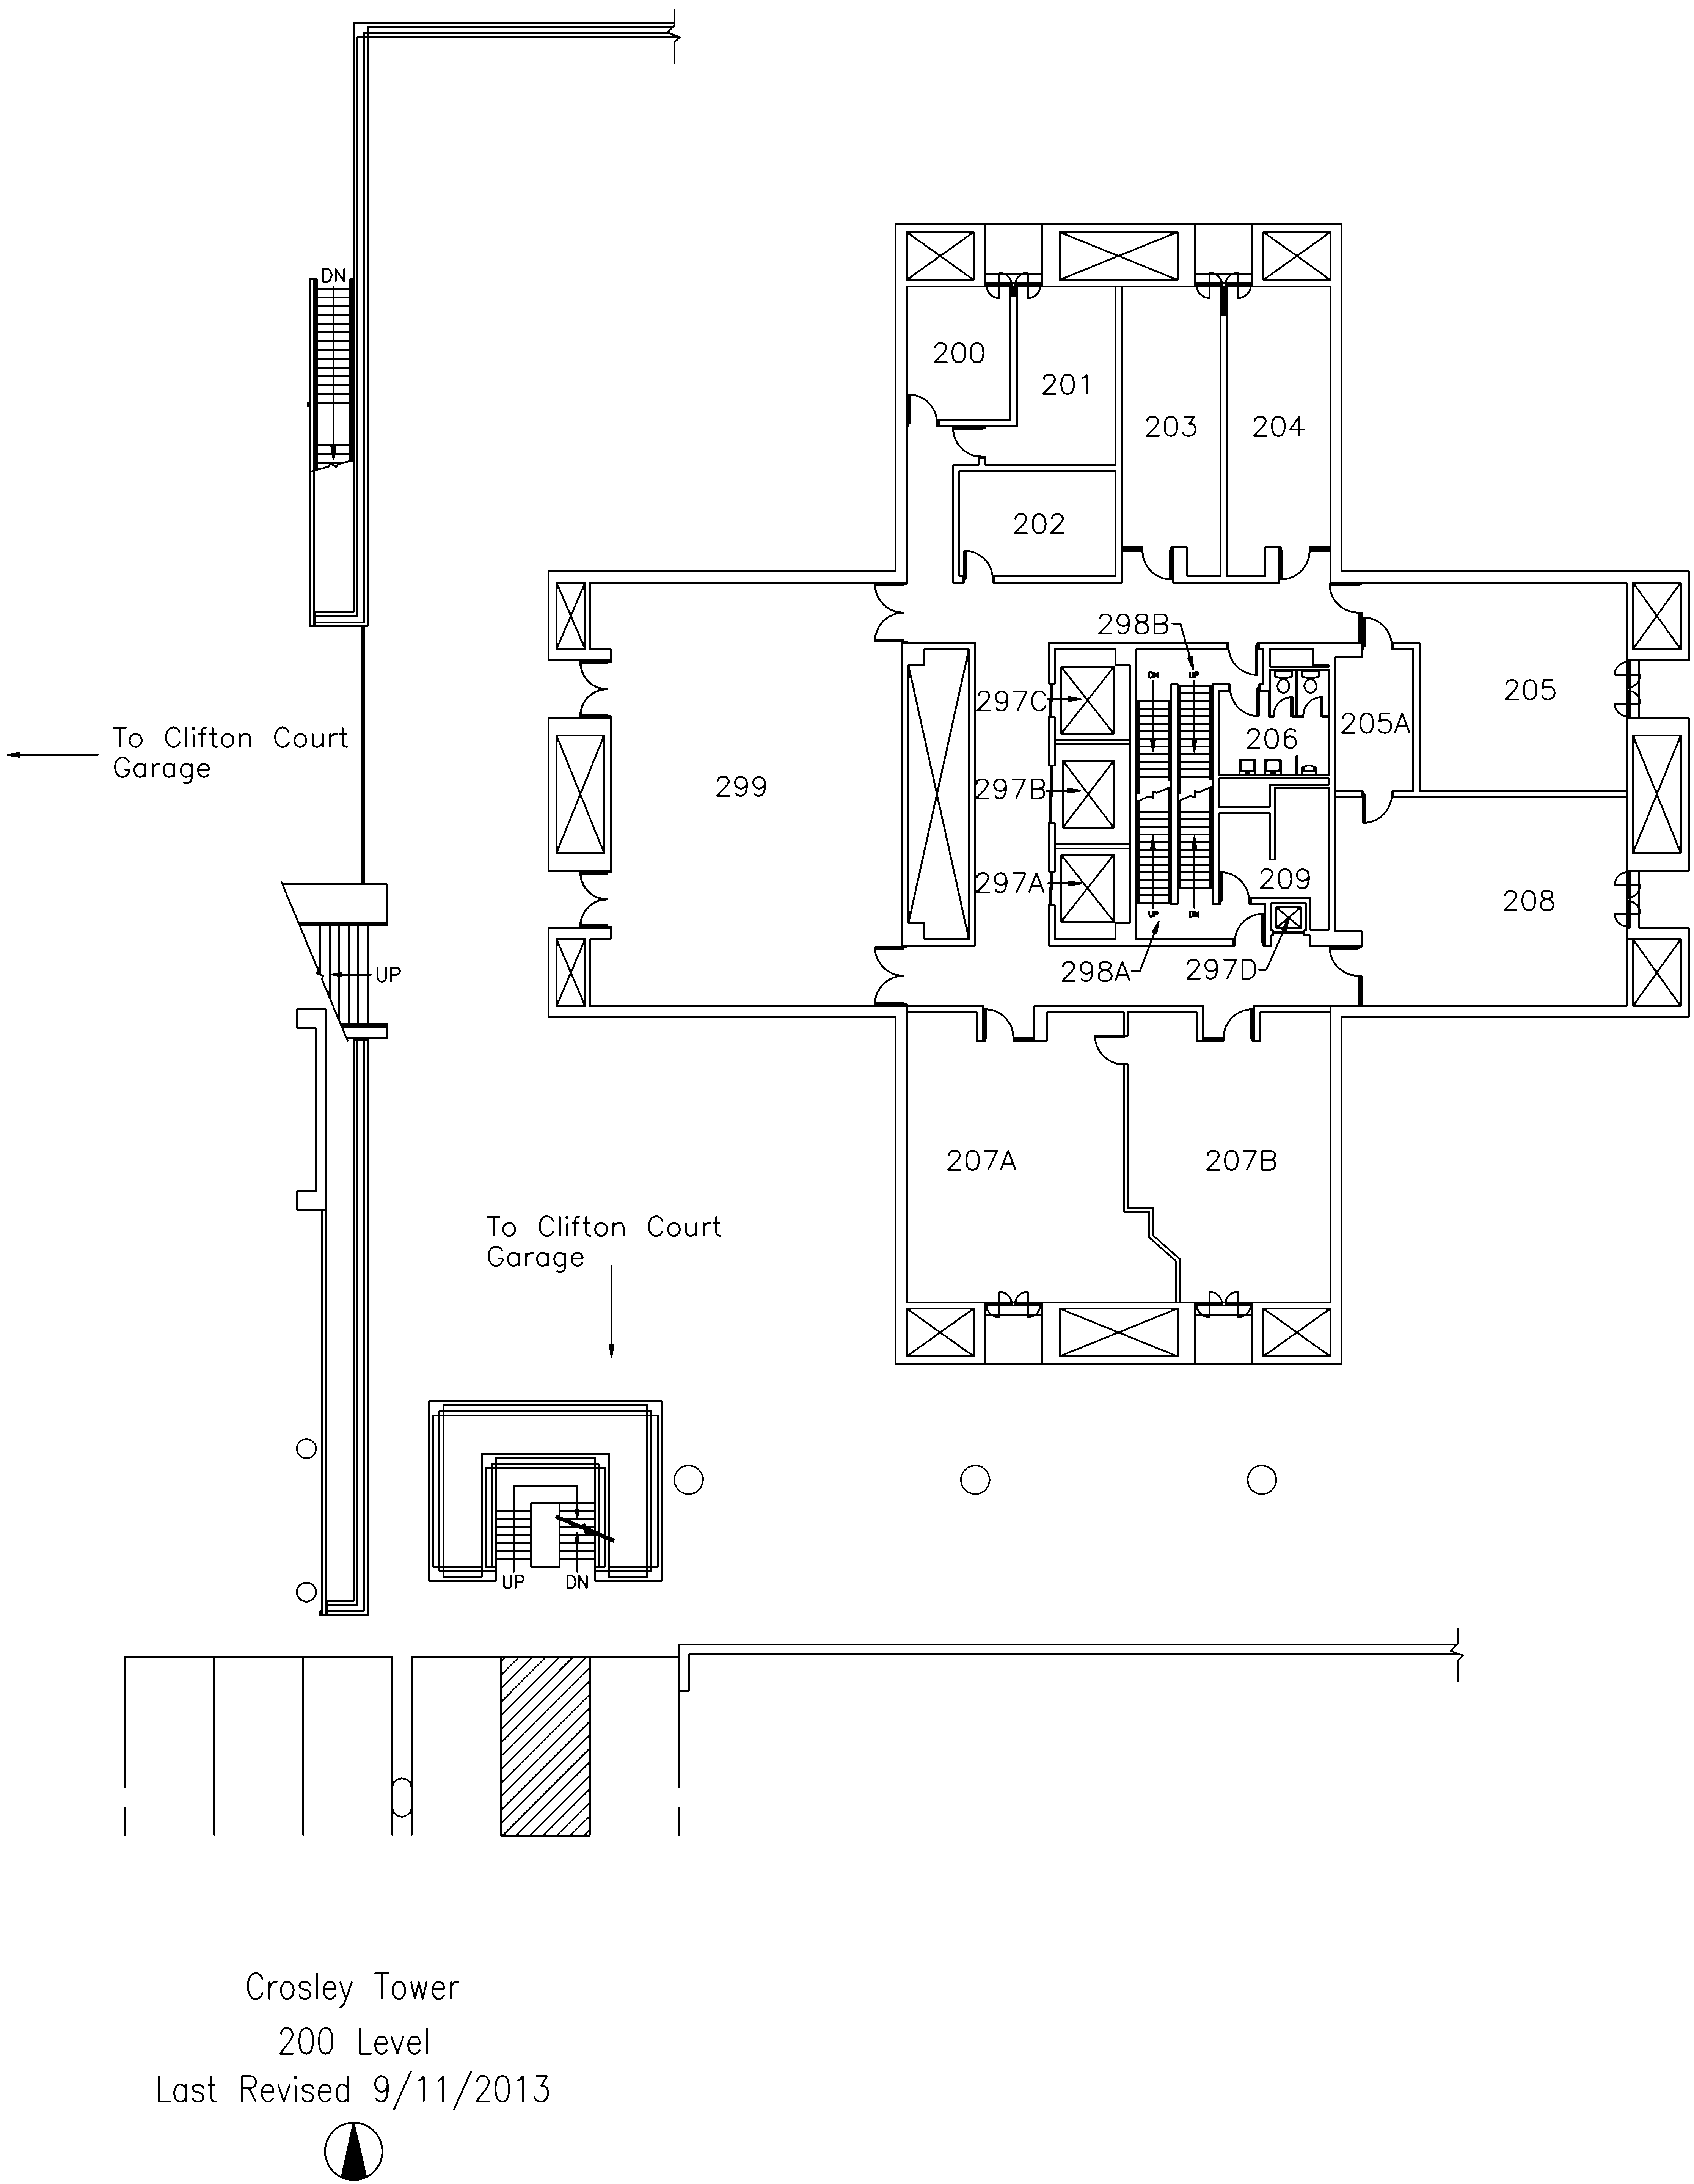 DN
200
201
203
204
202
298B
DN
UP
297C
205
205A
206
To Clifton Court
Garage
299
297B
297A
209
208
UP
DN
UP
298A
297D
207A
207B
To Clifton Court
Garage
UP
DN
Crosley Tower
200 Level
Last Revised 9/11/2013